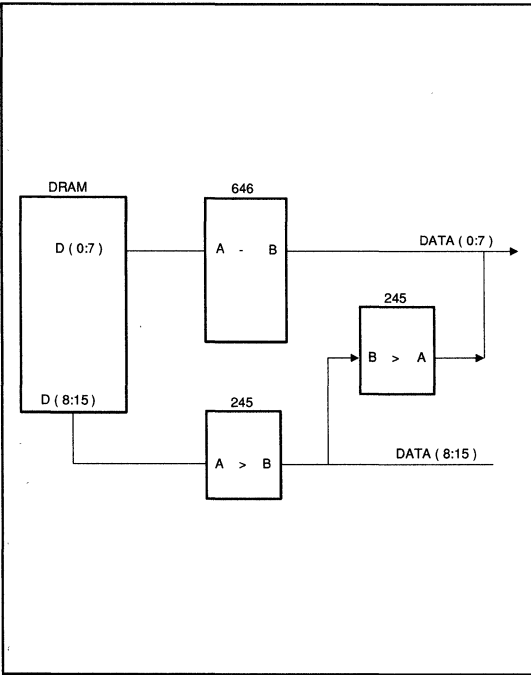 DRAM
646
D ( 0:7 )
A - B
DATA ( 0:7 )
245
B > A
D ( 8:15 )
245
A > B
DATA ( 8:15 )